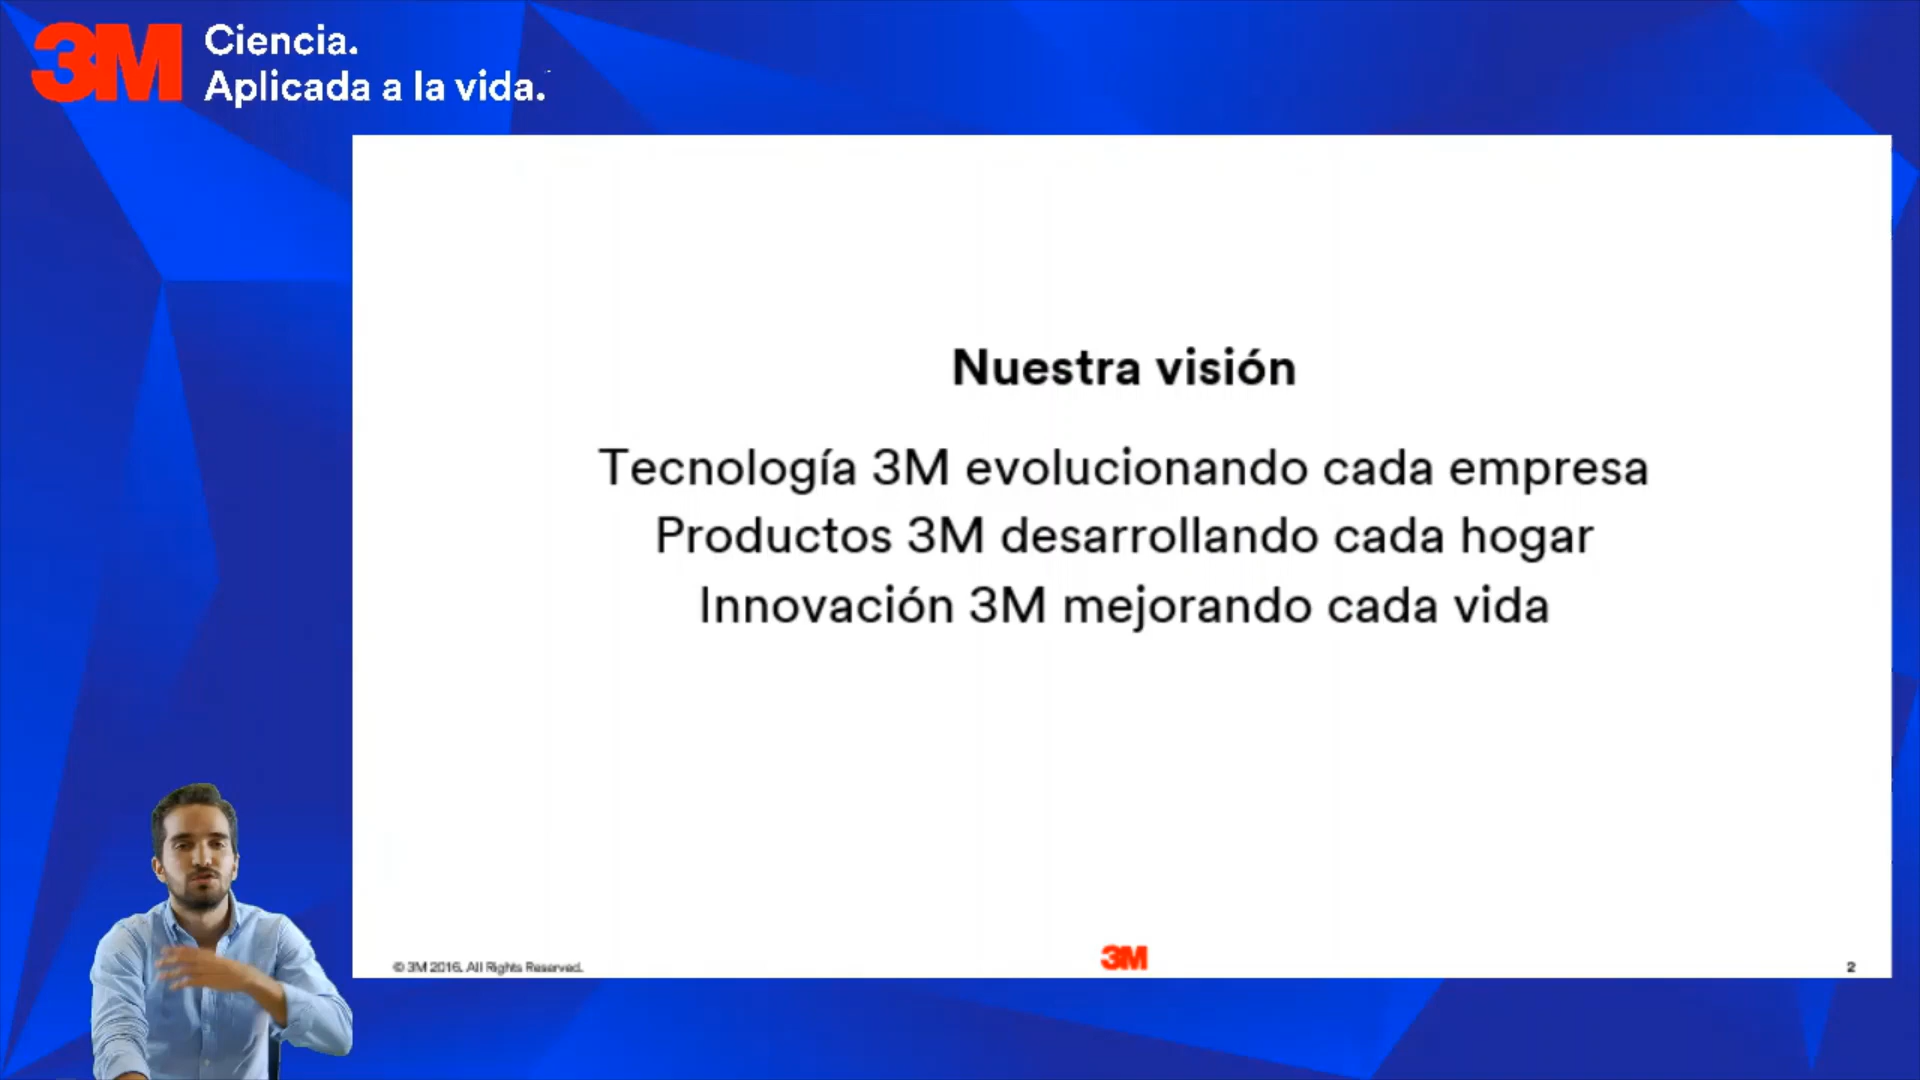 3M Ciencia.
Aplicada a la vida.
Nuestra visión
Tecnología 3M evolucionando cada empresa
Productos 3M desarrollando cada hogar
Innovación 3M mejorando cada vida
© 3M 2016. All Rights Reserved.
3M
2